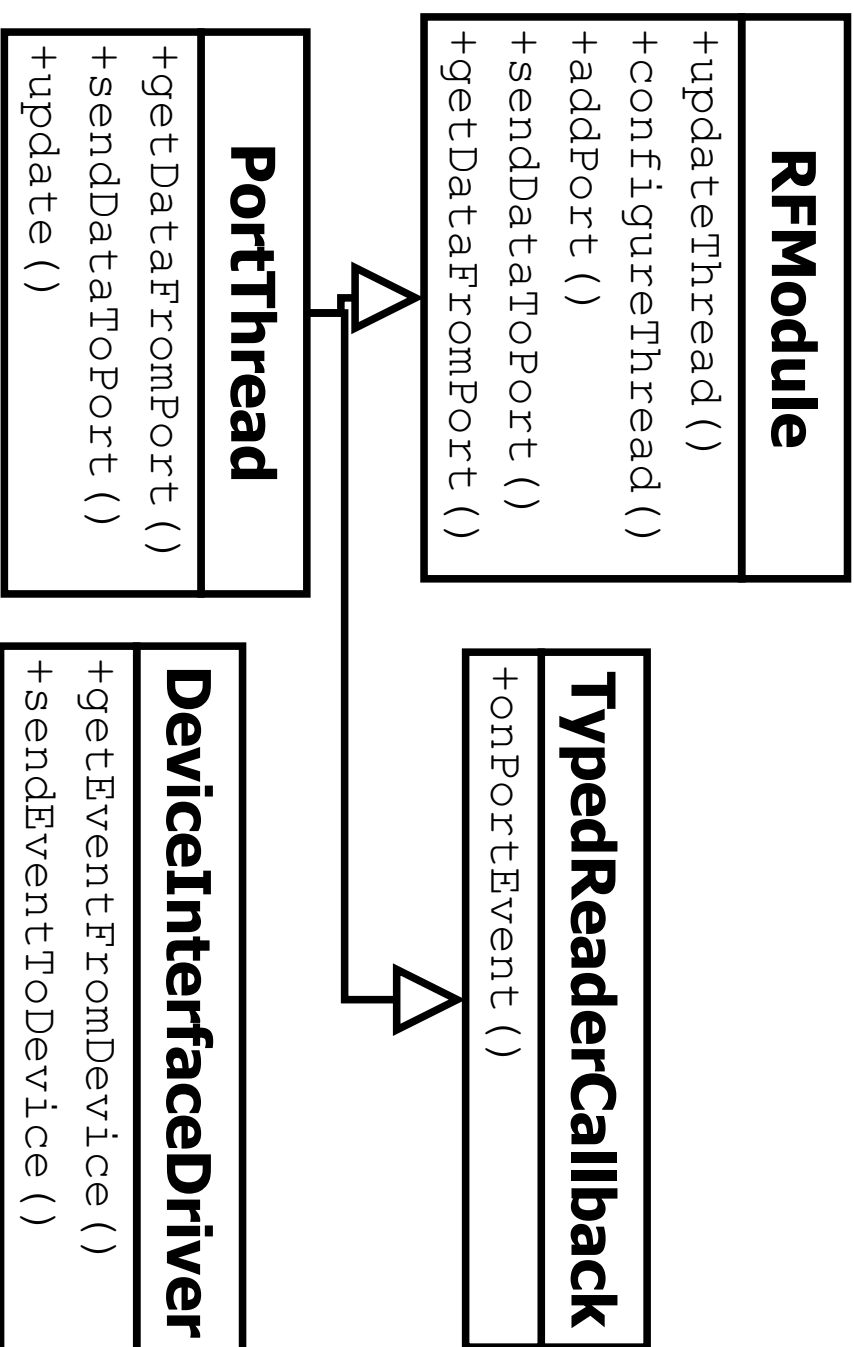 RFModule
+updateThread()
+configureThread()
+addPort()
+sendDataToPort()
+getDataFromPort()
TypedReaderCallback
+onPortEvent()
PortThread
+getDataFromPort()
+sendDataToPort()
+update()
DeviceInterfaceDriver
+getEventFromDevice()
+sendEventToDevice()